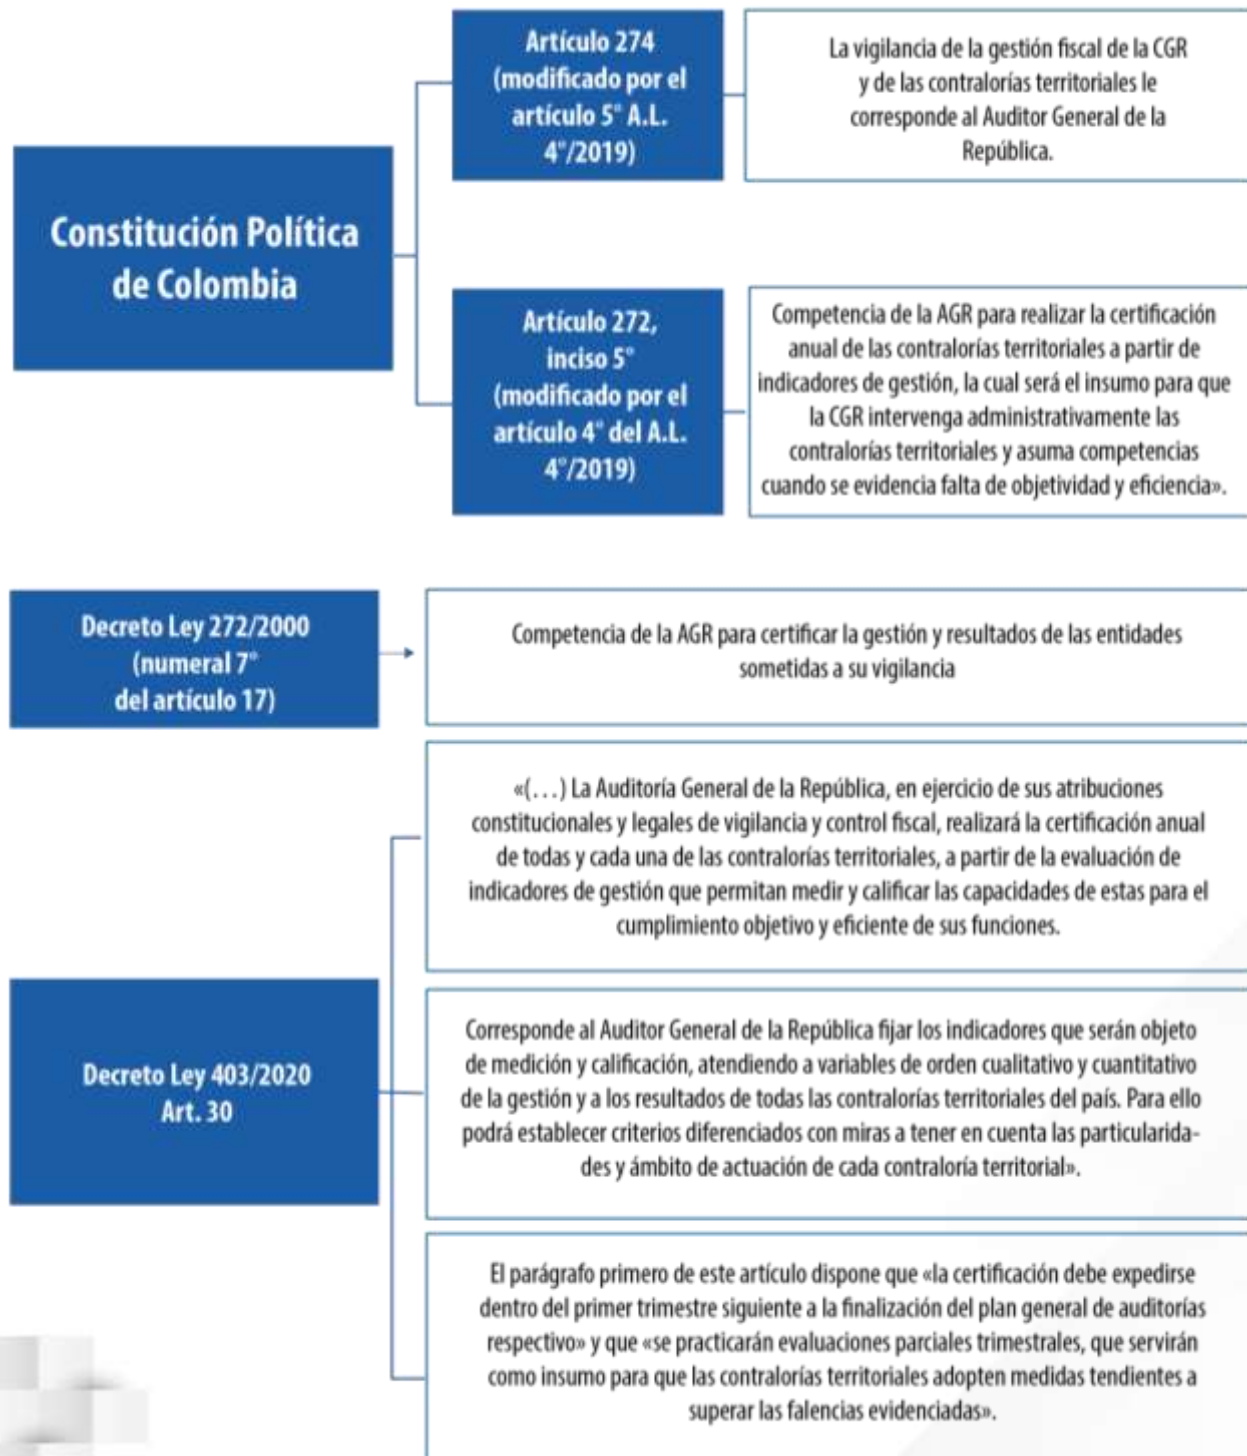 Constitución Política
de Colombia
Artículo 274
(modificado por el
artículo 5° A.L.
4°/2019)
La vigilancia de la gestión fiscal de la CGR
y de las contralorías territoriales le
corresponde al Auditor General de la
República.
Artículo 272,
inciso 5°
(modificado por el
artículo 4° del A.L.
4°/2019)
Competencia de la AGR para realizar la certificación
anual de las contralorías territoriales a partir de
indicadores de gestión, la cual será el insumo para que
la CGR intervenga administrativamente las
contralorías territoriales y asuma competencias
cuando se evidencia falta de objetividad y eficiencia».
Decreto Ley 272/2000
(numeral 7°
del artículo 17)
Competencia de la AGR para certificar la gestión y resultados de las entidades
sometidas a su vigilancia
Decreto Ley 403/2020
Art. 30
«(…) La Auditoría General de la República, en ejercicio de sus atribuciones
constitucionales y legales de vigilancia y control fiscal, realizará la certificación anual
de todas y cada una de las contralorías territoriales, a partir de la evaluación de
indicadores de gestión que permitan medir y calificar las capacidades de estas para el
cumplimiento objetivo y eficiente de sus funciones.
Corresponde al Auditor General de la República fijar los indicadores que serán objeto
de medición y calificación, atendiendo a variables de orden cualitativo y cuantitativo
de la gestión y a los resultados de todas las contralorías territoriales del país. Para ello
podrá establecer criterios diferenciados con miras a tener en cuenta las particularida-
des y ámbito de actuación de cada contraloría territorial».
El parágrafo primero de este artículo dispone que «la certificación debe expedirse
dentro del primer trimestre siguiente a la finalización del plan general de auditorías
respectivo» y que «se practicarán evaluaciones parciales trimestrales, que servirán
como insumo para que las contralorías territoriales adopten medidas tendientes a
superar las falencias evidenciadas».